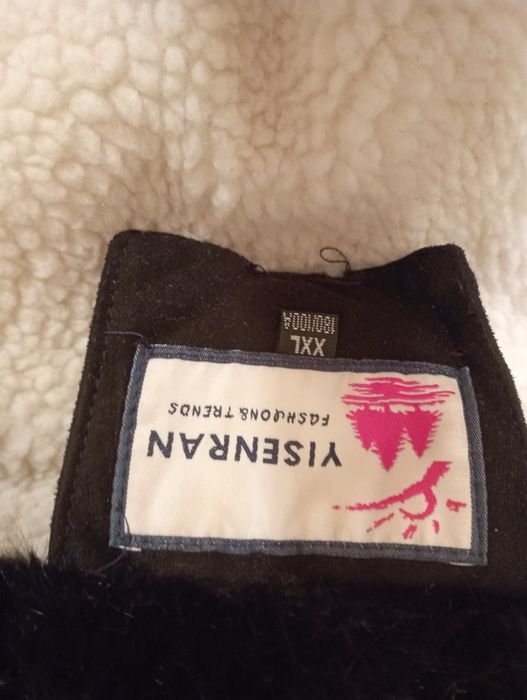 YISENRAN
FASHION& TRENDS
XXL
180/100A